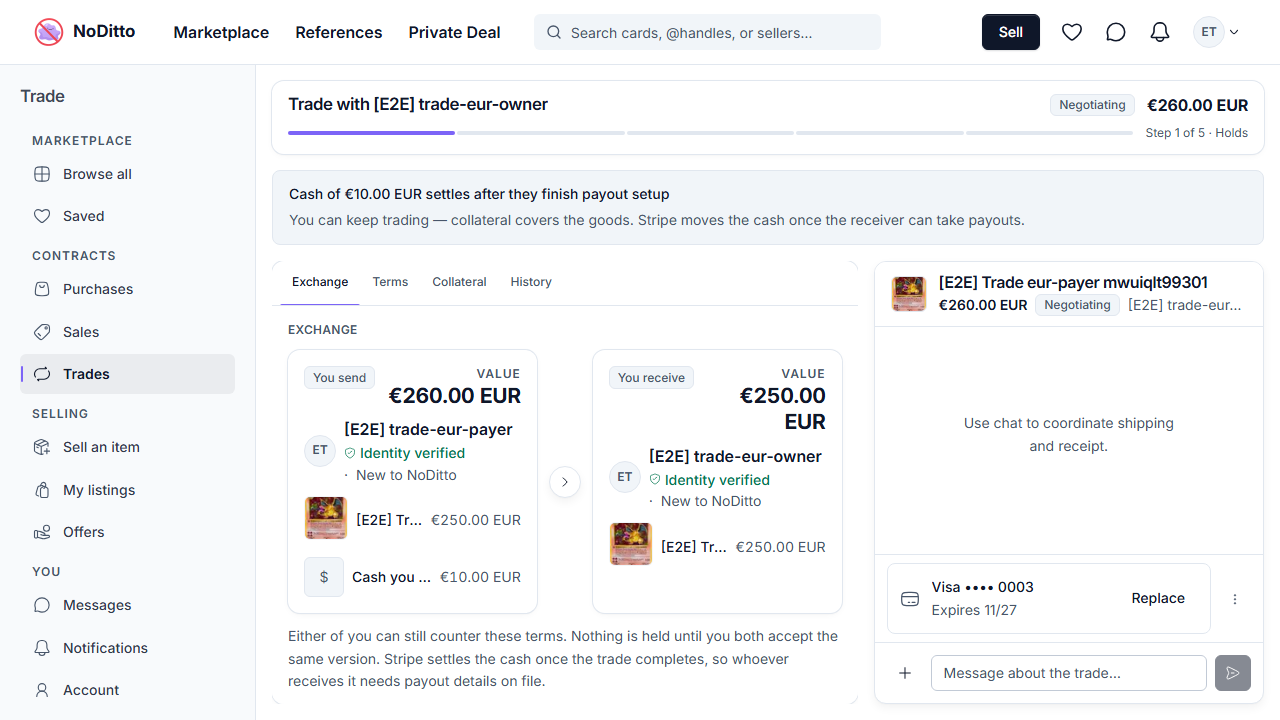 NoDitto
Marketplace
References
Private Deal
Search cards, @handles, or sellers...
Sell
ET
Trade
MARKETPLACE
Browse all
Saved
CONTRACTS
Purchases
Sales
Trades
SELLING
Sell an item
My listings
Offers
YOU
Messages
Notifications
Account
Trade with [E2E] trade-eur-owner
Negotiating
€260.00 EUR
Step 1 of 5 · Holds
Cash of €10.00 EUR settles after they finish payout setup
You can keep trading — collateral covers the goods. Stripe moves the cash once the receiver can take payouts.
Exchange
Terms
Collateral
History
EXCHANGE
You send
VALUE
€260.00 EUR
ET
[E2E] trade-eur-payer
Identity verified
· New to NoDitto
[E2E] Tr... €250.00 EUR
$ Cash you ... €10.00 EUR
You receive
VALUE
€250.00
EUR
ET
[E2E] trade-eur-owner
Identity verified
· New to NoDitto
[E2E] Tr... €250.00 EUR
Either of you can still counter these terms. Nothing is held until you both accept the
same version. Stripe settles the cash once the trade completes, so whoever
receives it needs payout details on file.
[E2E] Trade eur-payer mwuiqlt99301
€260.00 EUR Negotiating [E2E] trade-eur...
Use chat to coordinate shipping
and receipt.
Visa •••• 0003
Expires 11/27
Replace
Message about the trade...